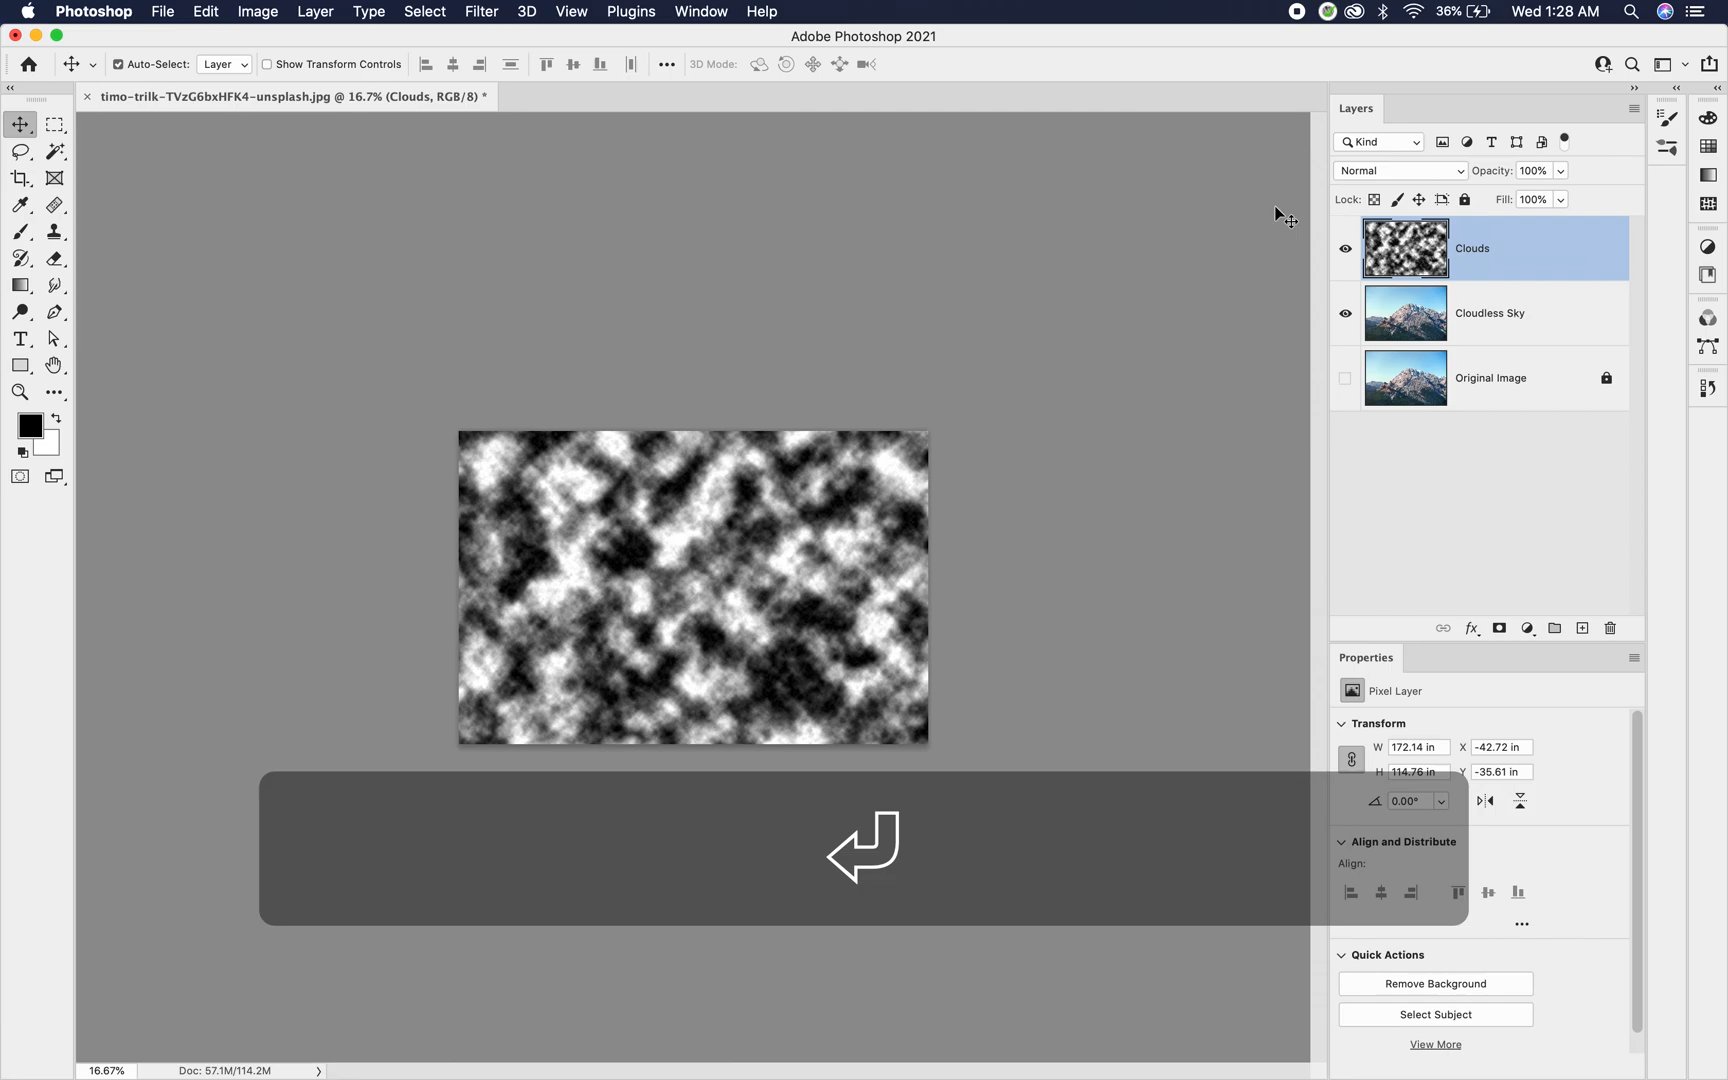 Photoshop File Edit Image Layer Type Select Filter 3D View Plugins Window Help 36% Wed 1:28 AM
Adobe Photoshop 2021
Auto-Select: Layer Show Transform Controls 3D Mode:
timo-trilk-TVzG6bxHFK4-unsplash.jpg @ 16.7% (Clouds, RGB/8) *
Layers
Kind
Normal Opacity: 100%
Lock: Fill: 100%
Clouds
Cloudless Sky
Original Image
Properties
Pixel Layer
Transform
W 172.14 in X -42.72 in
H 114.76 in Y -35.61 in
0.00°
Align and Distribute
Align:
Quick Actions
Remove Background
Select Subject
View More
16.67% Doc: 57.1M/114.2M